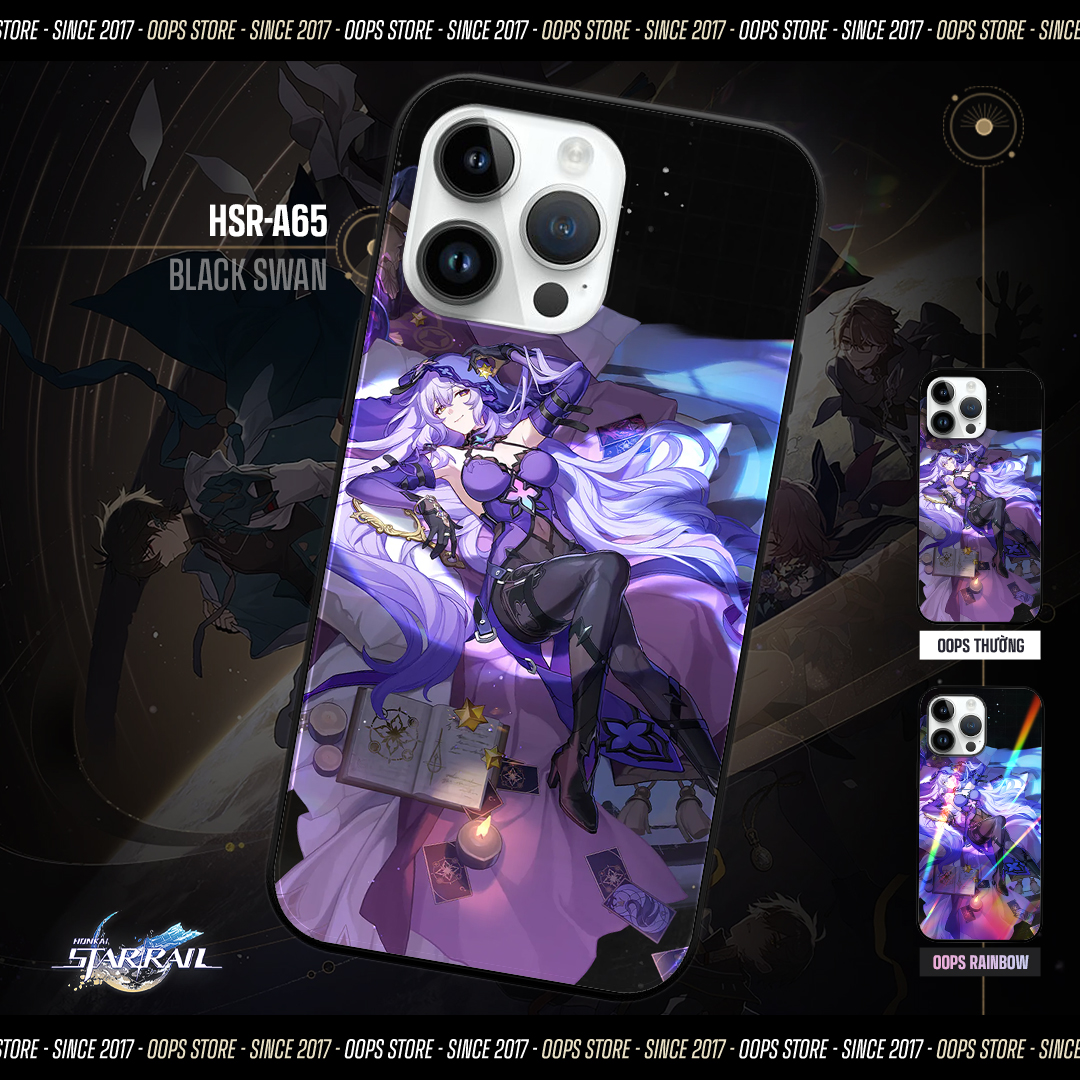 STORE - SINCE 2017 - OOPS STORE - SINCE 2017 - OOPS STORE - SINCE 2017 - OOPS STORE - SINCE 2017 - OOPS STORE - SINCE 2017 - OOPS STORE - SINCE
HSR-A65
BLACK SWAN
OOPS THƯỜNG
OOPS RAINBOW
HONKAI
STAR RAIL
STORE - SINCE 2017 - OOPS STORE - SINCE 2017 - OOPS STORE - SINCE 2017 - OOPS STORE - SINCE 2017 - OOPS STORE - SINCE 2017 - OOPS STORE - SINCE